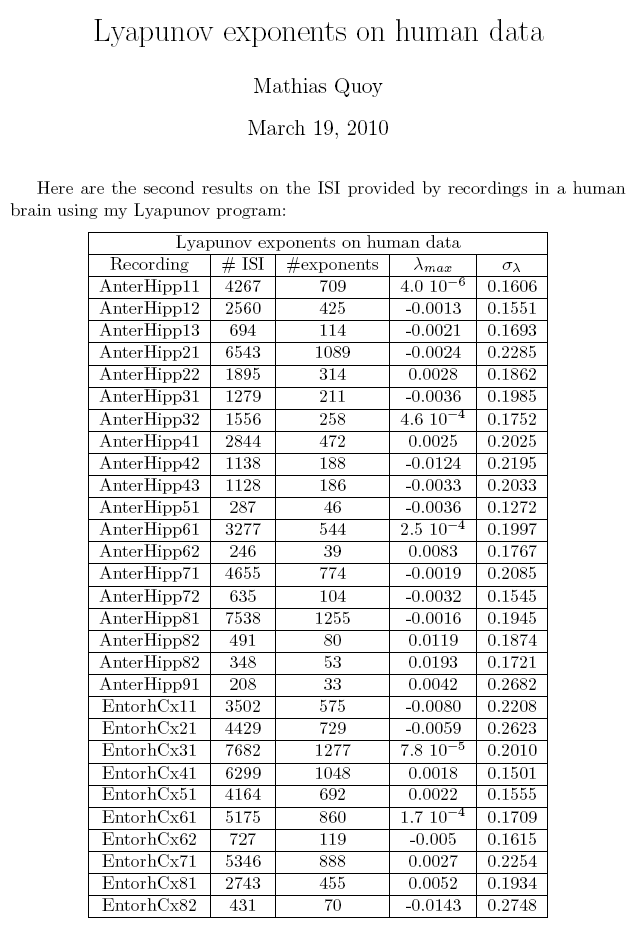 Lyapunov exponents on human data
Mathias Quoy
March 19, 2010
Here are the second results on the ISI provided by recordings in a human
brain using my Lyapunov program:
Lyapunov exponents on human data
Recording # ISI #exponents λmax σλ
AnterHipp11 4267 709 4.0 10−6 0.1606
AnterHipp12 2560 425 -0.0013 0.1551
AnterHipp13 694 114 -0.0021 0.1693
AnterHipp21 6543 1089 -0.0024 0.2285
AnterHipp22 1895 314 0.0028 0.1862
AnterHipp31 1279 211 -0.0036 0.1985
AnterHipp32 1556 258 4.6 10−4 0.1752
AnterHipp41 2844 472 0.0025 0.2025
AnterHipp42 1138 188 -0.0124 0.2195
AnterHipp43 1128 186 -0.0033 0.2033
AnterHipp51 287 46 -0.0036 0.1272
AnterHipp61 3277 544 2.5 10−4 0.1997
AnterHipp62 246 39 0.0083 0.1767
AnterHipp71 4655 774 -0.0019 0.2085
AnterHipp72 635 104 -0.0032 0.1545
AnterHipp81 7538 1255 -0.0016 0.1945
AnterHipp82 491 80 0.0119 0.1874
AnterHipp82 348 53 0.0193 0.1721
AnterHipp91 208 33 0.0042 0.2682
EntorhCx11 3502 575 -0.0080 0.2208
EntorhCx21 4429 729 -0.0059 0.2623
EntorhCx31 7682 1277 7.8 10−5 0.2010
EntorhCx41 6299 1048 0.0018 0.1501
EntorhCx51 4164 692 0.0022 0.1555
EntorhCx61 5175 860 1.7 10−4 0.1709
EntorhCx62 727 119 -0.005 0.1615
EntorhCx71 5346 888 0.0027 0.2254
EntorhCx81 2743 455 0.0052 0.1934
EntorhCx82 431 70 -0.0143 0.2748